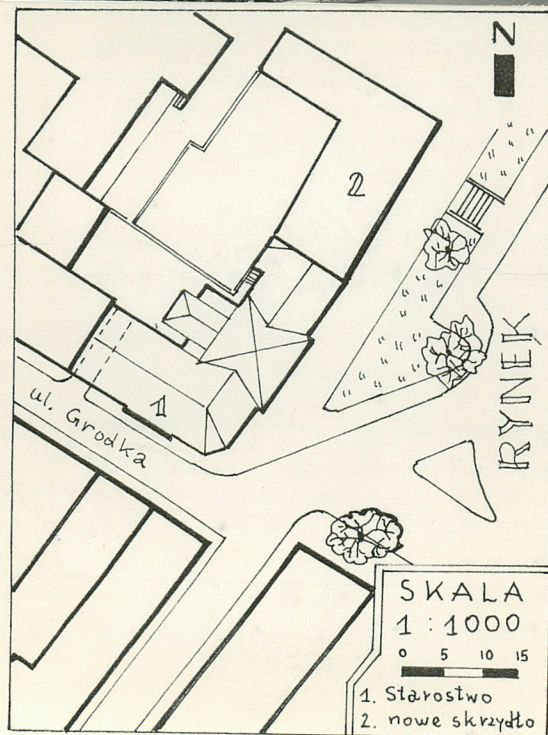 N
2
1
ul. Grodka
RYNEK
SKALA
1 : 1000
0 5 10 15
1. Starostwo
2. nowe skrzydło